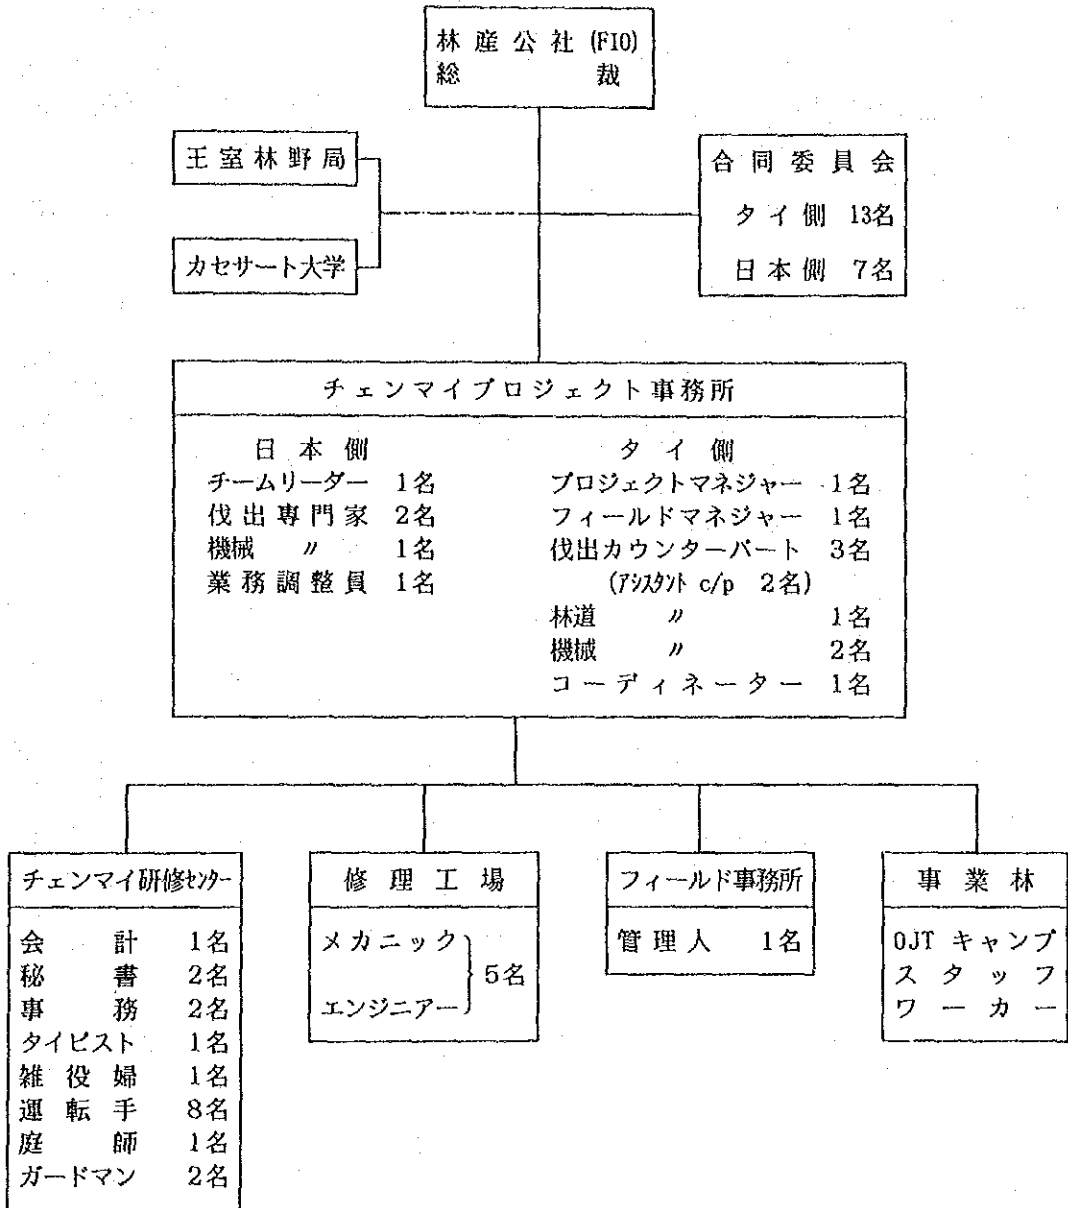 林産公社 (FIO)
総裁
王室林野局
カセサート大学
合同委員会
タイ側 13名
日本側 7名
チェンマイプロジェクト事務所
日本側
チームリーダー 1名
伐出専門家 2名
機械 〃 1名
業務調整員 1名
タイ側
プロジェクトマネジャー 1名
フィールドマネジャー 1名
伐出カウンターパート 3名
(アシスタント c/p 2名)
林道 〃 1名
機械 〃 2名
コーディネーター 1名
チェンマイ研修センター
会計 1名
秘書 2名
事務 2名
タイピスト 1名
雑役婦 1名
運転手 8名
庭師 1名
ガードマン 2名
修理工場
メカニック
5名
エンジニアー
フィールド事務所
管理人 1名
事業林
OJT キャンプ
スタッフ
ワーカー